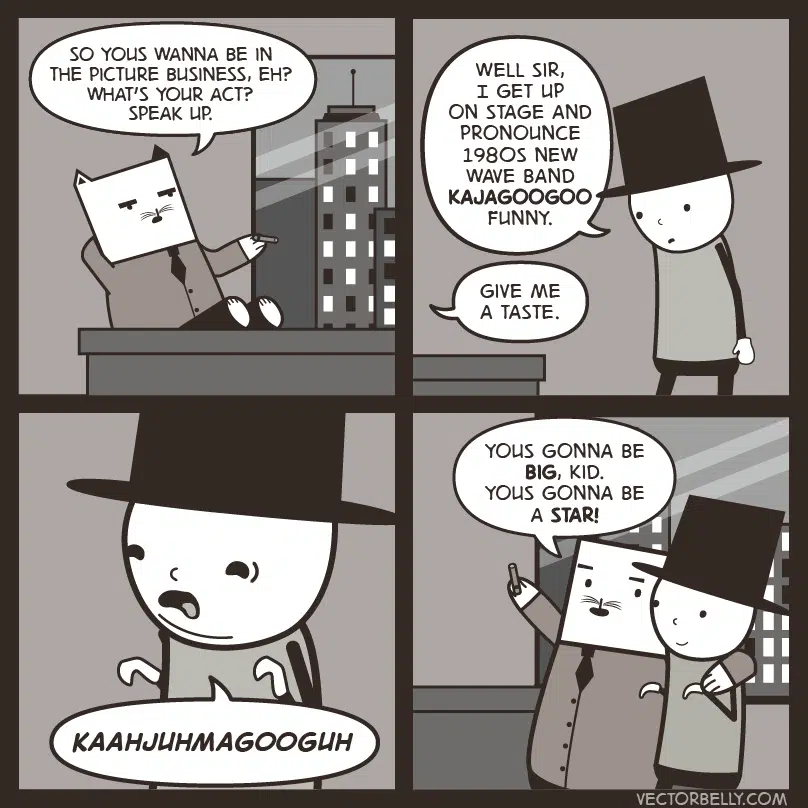 SO YOUS WANNA BE IN
THE PICTURE BUSINESS, EH?
WHAT'S YOUR ACT?
SPEAK UP.
WELL SIR,
I GET UP
ON STAGE AND
PRONOUNCE
1980S NEW
WAVE BAND
KAJAGOOGOO
FUNNY.
GIVE ME
A TASTE.
KAAHJUHMAGOOGUH
YOUS GONNA BE
BIG, KID.
YOUS GONNA BE
A STAR!
VECTORBELLY.COM